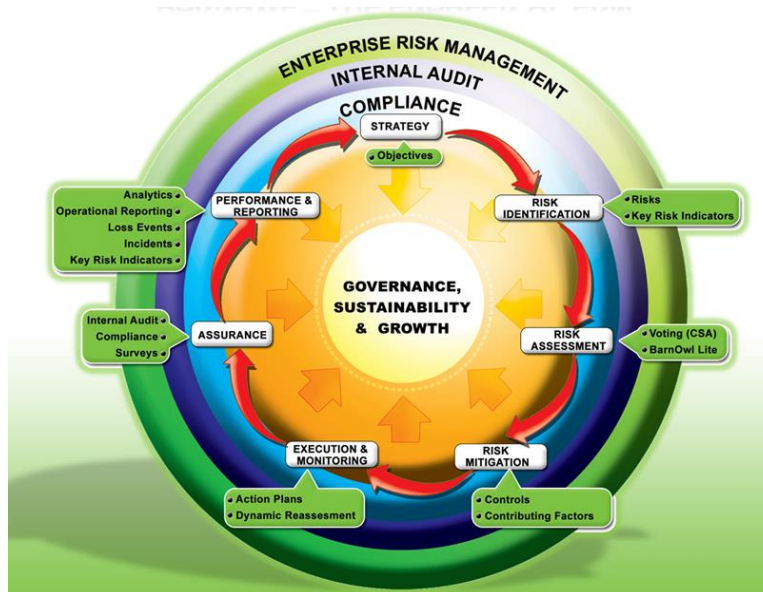 ENTERPRISE RISK MANAGEMENT
INTERNAL AUDIT
COMPLIANCE
STRATEGY
Objectives
RISK
IDENTIFICATION
Risks
Key Risk Indicators
RISK
ASSESSMENT
Voting (CSA)
BarnOwl Lite
RISK
MITIGATION
Controls
Contributing Factors
EXECUTION &
MONITORING
Action Plans
Dynamic Reassesment
ASSURANCE
Internal Audit
Compliance
Surveys
PERFORMANCE &
REPORTING
Analytics
Operational Reporting
Loss Events
Incidents
Key Risk Indicators
GOVERNANCE,
SUSTAINABILITY
& GROWTH